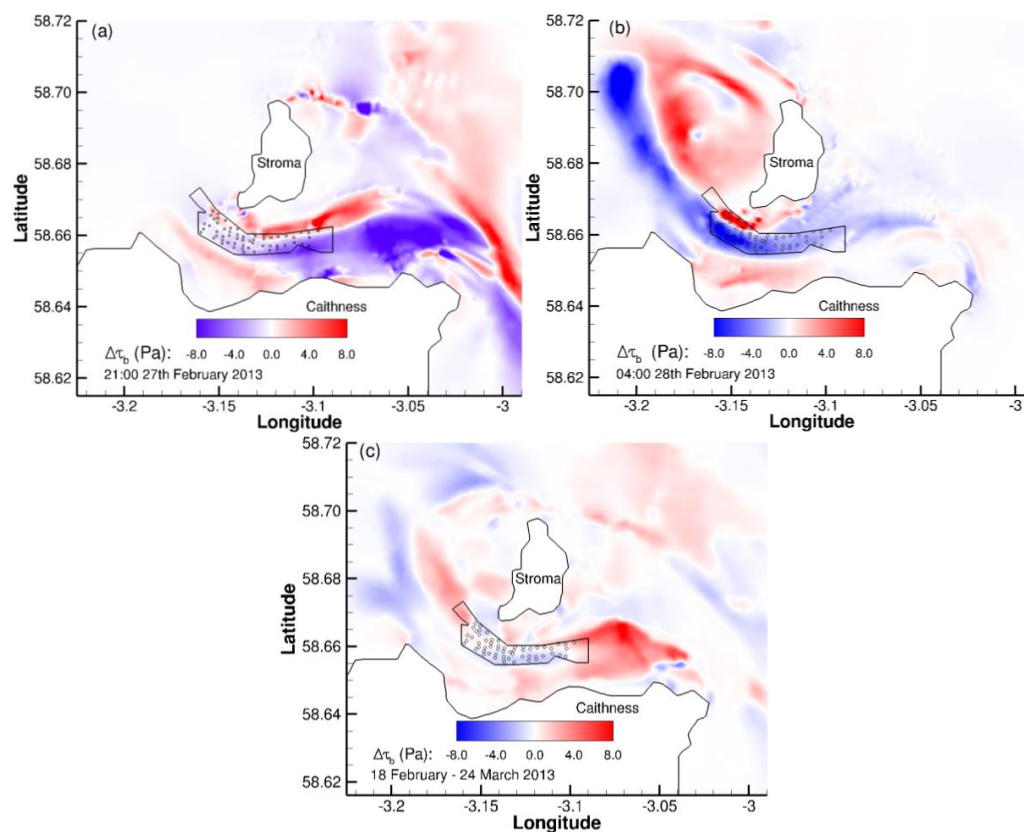 (a)
58.72
58.70
58.68
58.66
58.64
58.62
Latitude
Stroma
Caithness
Δτb (Pa): -8.0 -4.0 0.0 4.0 8.0
21:00 27th February 2013
-3.2 -3.15 -3.1 -3.05 -3
Longitude
(b)
58.72
58.70
58.68
58.66
58.64
58.62
Latitude
Stroma
Caithness
Δτb (Pa): -8.0 -4.0 0.0 4.0 8.0
04:00 28th February 2013
-3.2 -3.15 -3.1 -3.05 -3
Longitude
(c)
58.72
58.70
58.68
58.66
58.64
58.62
Latitude
Stroma
Caithness
Δτb (Pa): -8.0 -4.0 0.0 4.0 8.0
18 February - 24 March 2013
-3.2 -3.15 -3.1 -3.05 -3
Longitude